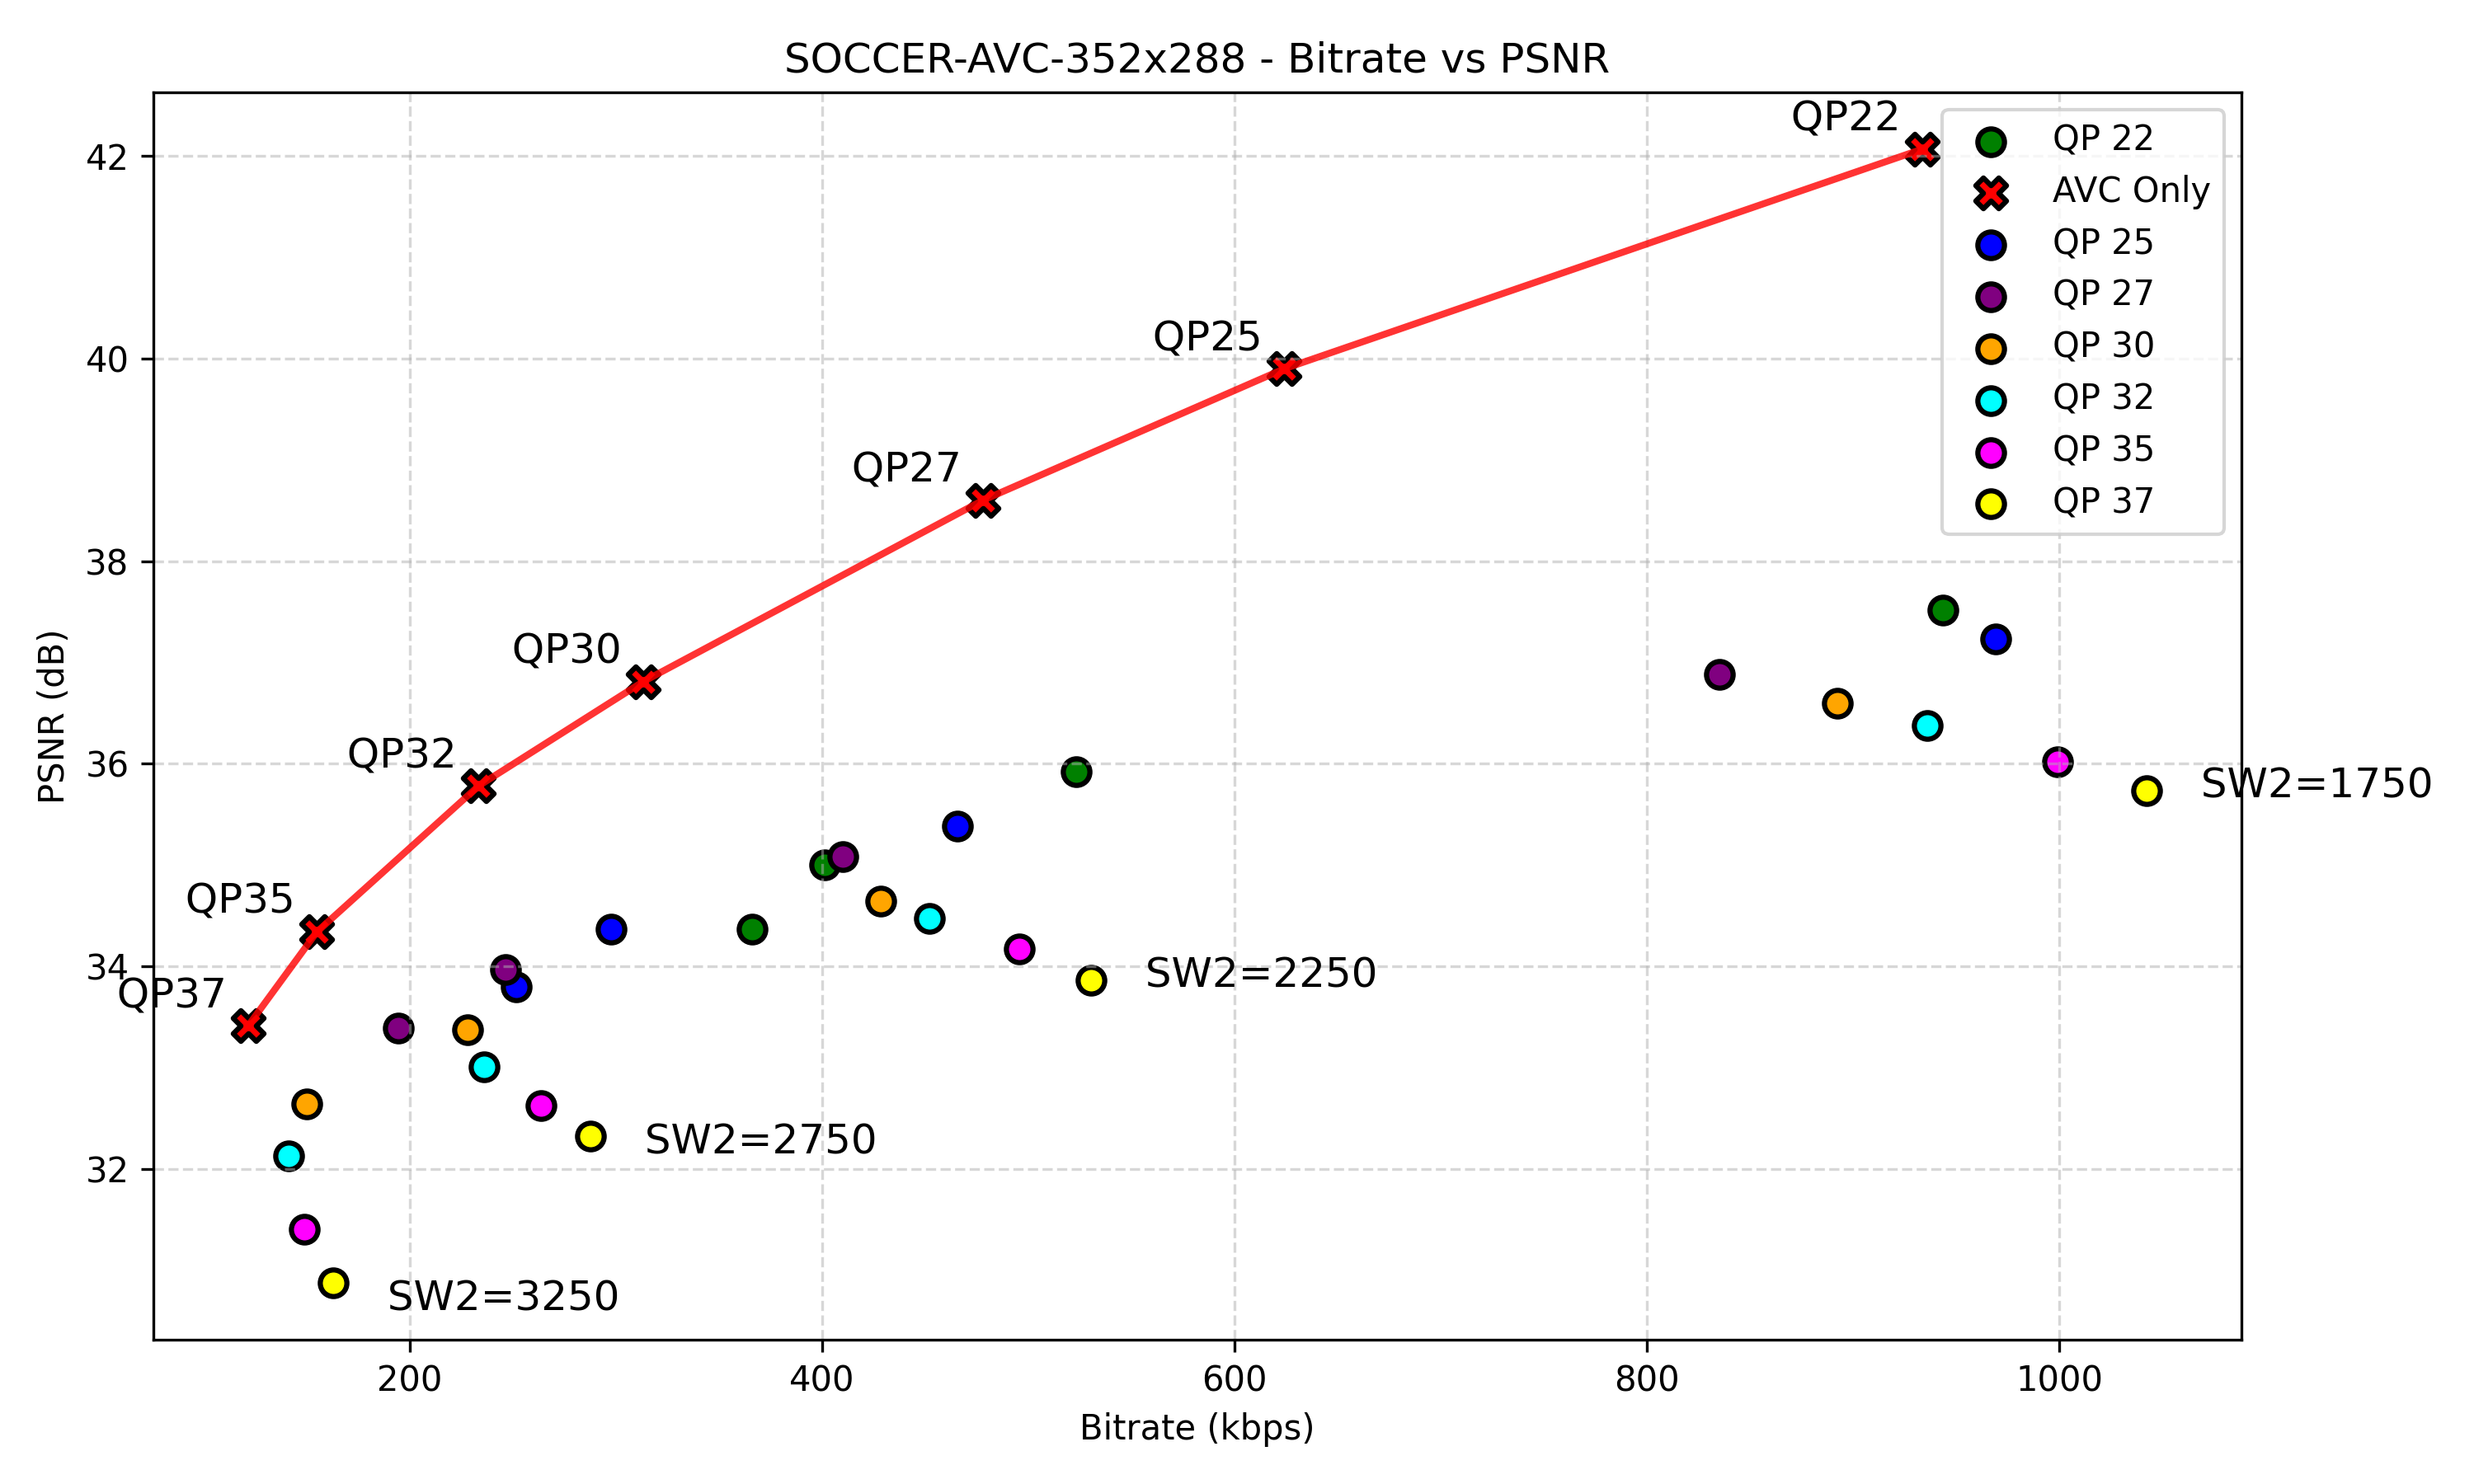 SOCCER-AVC-352x288 - Bitrate vs PSNR
QP22
QP25
QP27
QP30
QP32
QP35
QP37
QP 22
AVC Only
QP 25
QP 27
QP 30
QP 32
QP 35
QP 37
SW2=1750
SW2=2250
SW2=2750
SW2=3250
PSNR (dB)
42
40
38
36
34
32
200
400
600
800
1000
Bitrate (kbps)